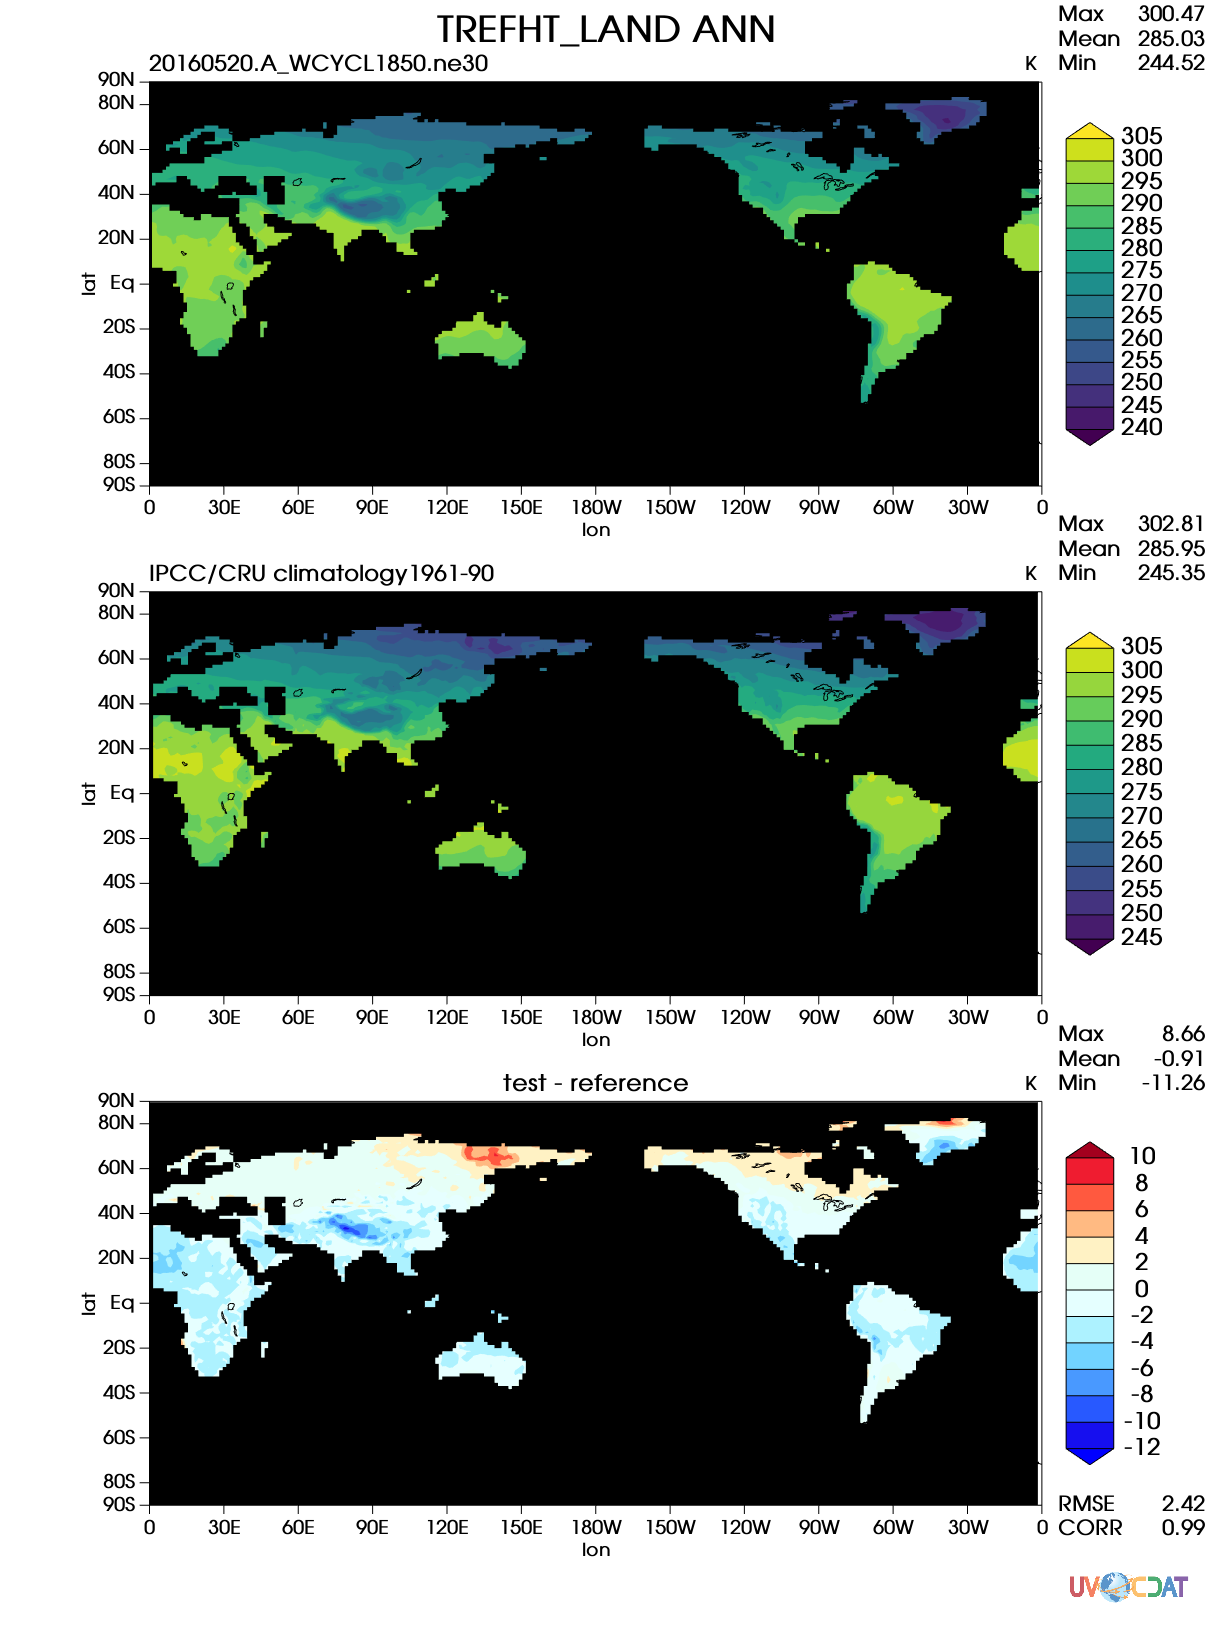 TREFHT_LAND ANN
Max 300.47
Mean 285.03
Min 244.52
20160520.A_WCYCL1850.ne30 K
90N
80N
60N
40N
20N
Eq
20S
40S
60S
80S
90S
lat
0 30E 60E 90E 120E 150E 180W 150W 120W 90W 60W 30W 0
lon
305
300
295
290
285
280
275
270
265
260
255
250
245
240
Max 302.81
Mean 285.95
Min 245.35
IPCC/CRU climatology1961-90 K
90N
80N
60N
40N
20N
Eq
20S
40S
60S
80S
90S
lat
0 30E 60E 90E 120E 150E 180W 150W 120W 90W 60W 30W 0
lon
305
300
295
290
285
280
275
270
265
260
255
250
245
Max 8.66
Mean -0.91
Min -11.26
test - reference K
90N
80N
60N
40N
20N
Eq
20S
40S
60S
80S
90S
lat
0 30E 60E 90E 120E 150E 180W 150W 120W 90W 60W 30W 0
lon
10
8
6
4
2
0
-2
-4
-6
-8
-10
-12
RMSE 2.42
CORR 0.99
UV CDAT